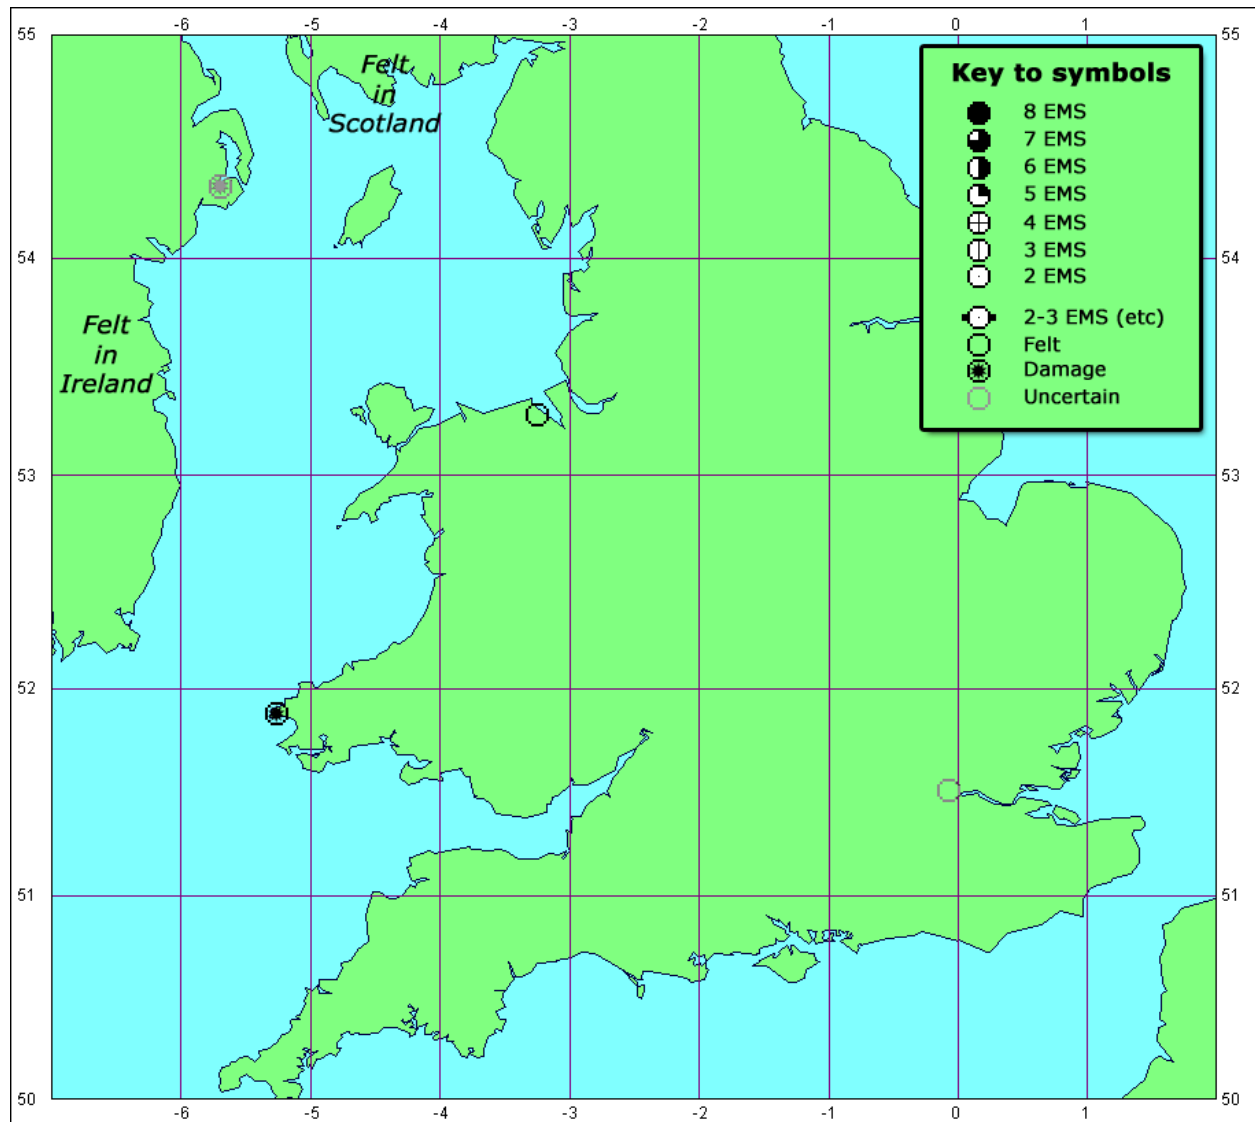 -6 -5 -4 -3 -2 -1 0 1
55 55
Felt
in
Scotland
Key to symbols
8 EMS
7 EMS
6 EMS
5 EMS
4 EMS
3 EMS
2 EMS
2-3 EMS (etc)
Felt
Damage
Uncertain
54 54
Felt
in
Ireland
53 53
52 52
51 51
50 50
-6 -5 -4 -3 -2 -1 0 1